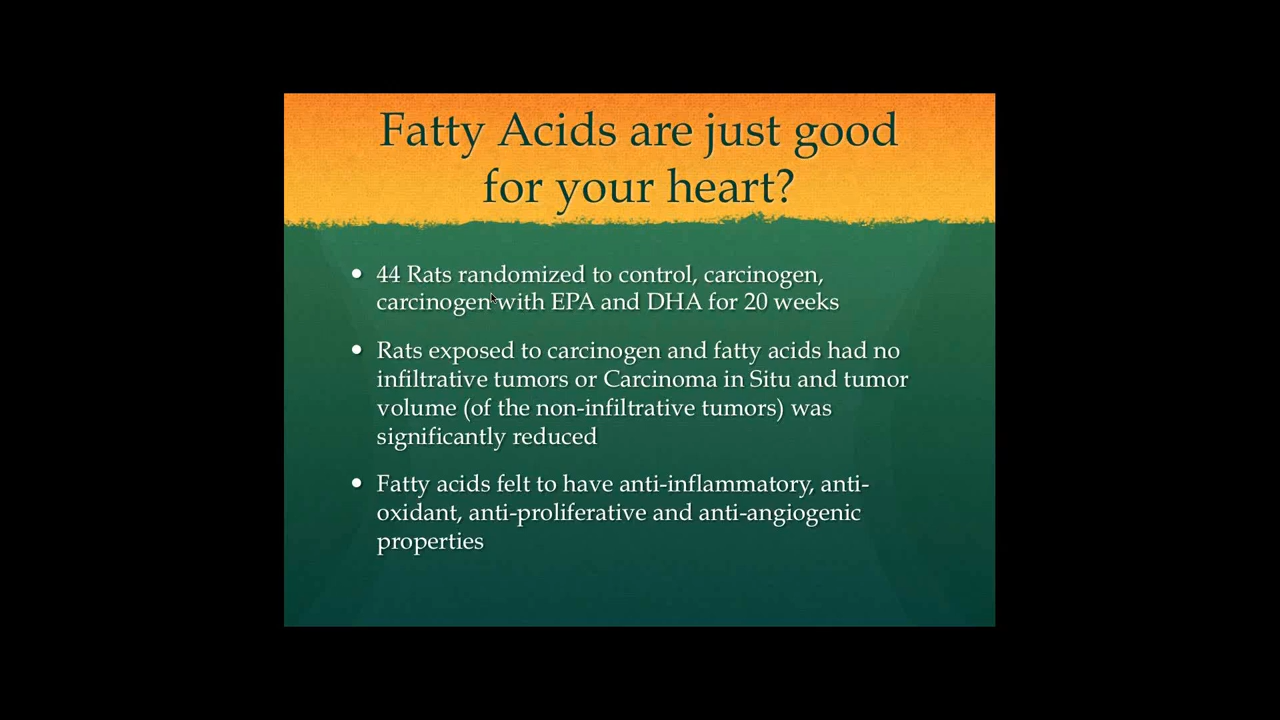 Fatty Acids are just good
for your heart?
• 44 Rats randomized to control, carcinogen,
carcinogen with EPA and DHA for 20 weeks
• Rats exposed to carcinogen and fatty acids had no
infiltrative tumors or Carcinoma in Situ and tumor
volume (of the non-infiltrative tumors) was
significantly reduced
• Fatty acids felt to have anti-inflammatory, anti-
oxidant, anti-proliferative and anti-angiogenic
properties